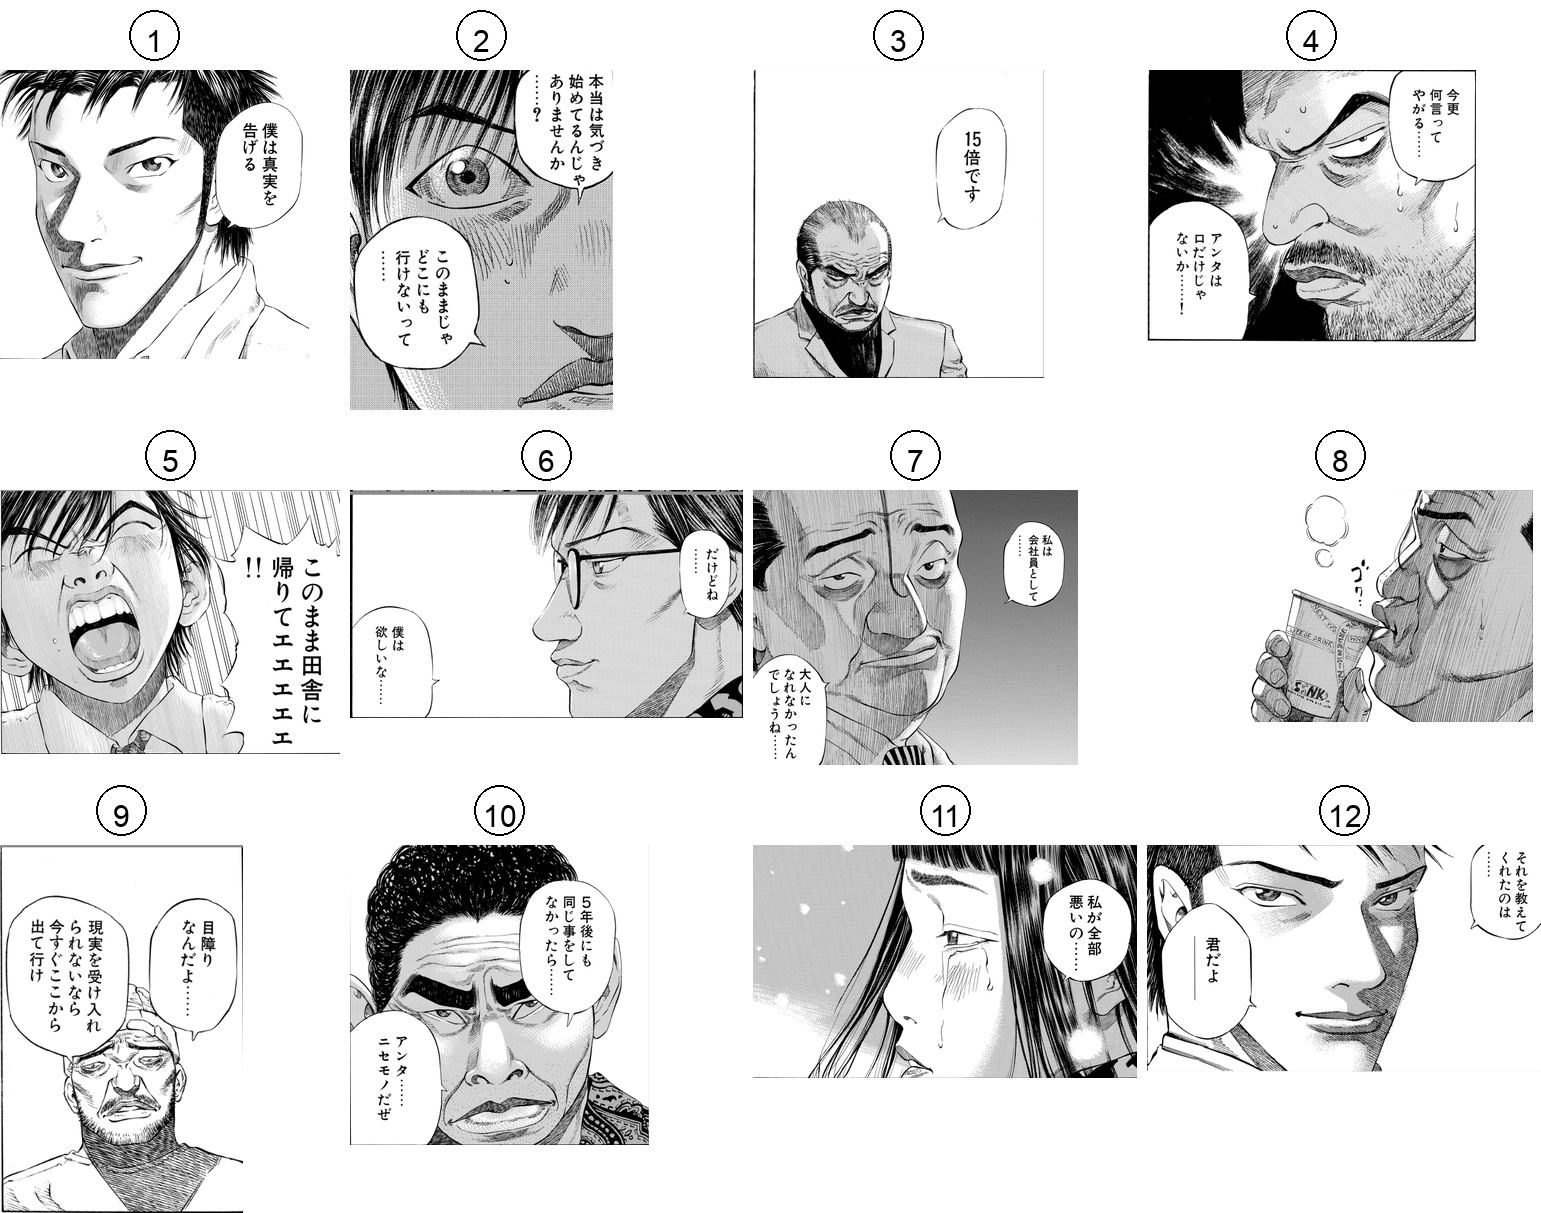 1
僕は真実を
告げる
2
本当は気づき
始めてるんじゃ
ありませんか
……?
このままじゃ
どこにも
行けないって
……
3
15
倍です
4
今更
何言って
やがる……
アンタは
口だけじゃ
ないか……!
5
このまま田舎に
帰りてエエエエエ
!!
6
だけどね
……
僕は
欲しいな……
7
私は
会社員として
……
大人に
なれなかったん
でしょうね……
8
ゴク…
SUNK
9
目障り
なんだよ……
現実を受け入れ
られないなら
今すぐここから
出て行け
10
5年後にも
同じ事をして
なかったら……
アンタ……
ニセモノだぜ
11
私が全部
悪いの……
12
それを教えて
くれたのは
……
君だよ
──